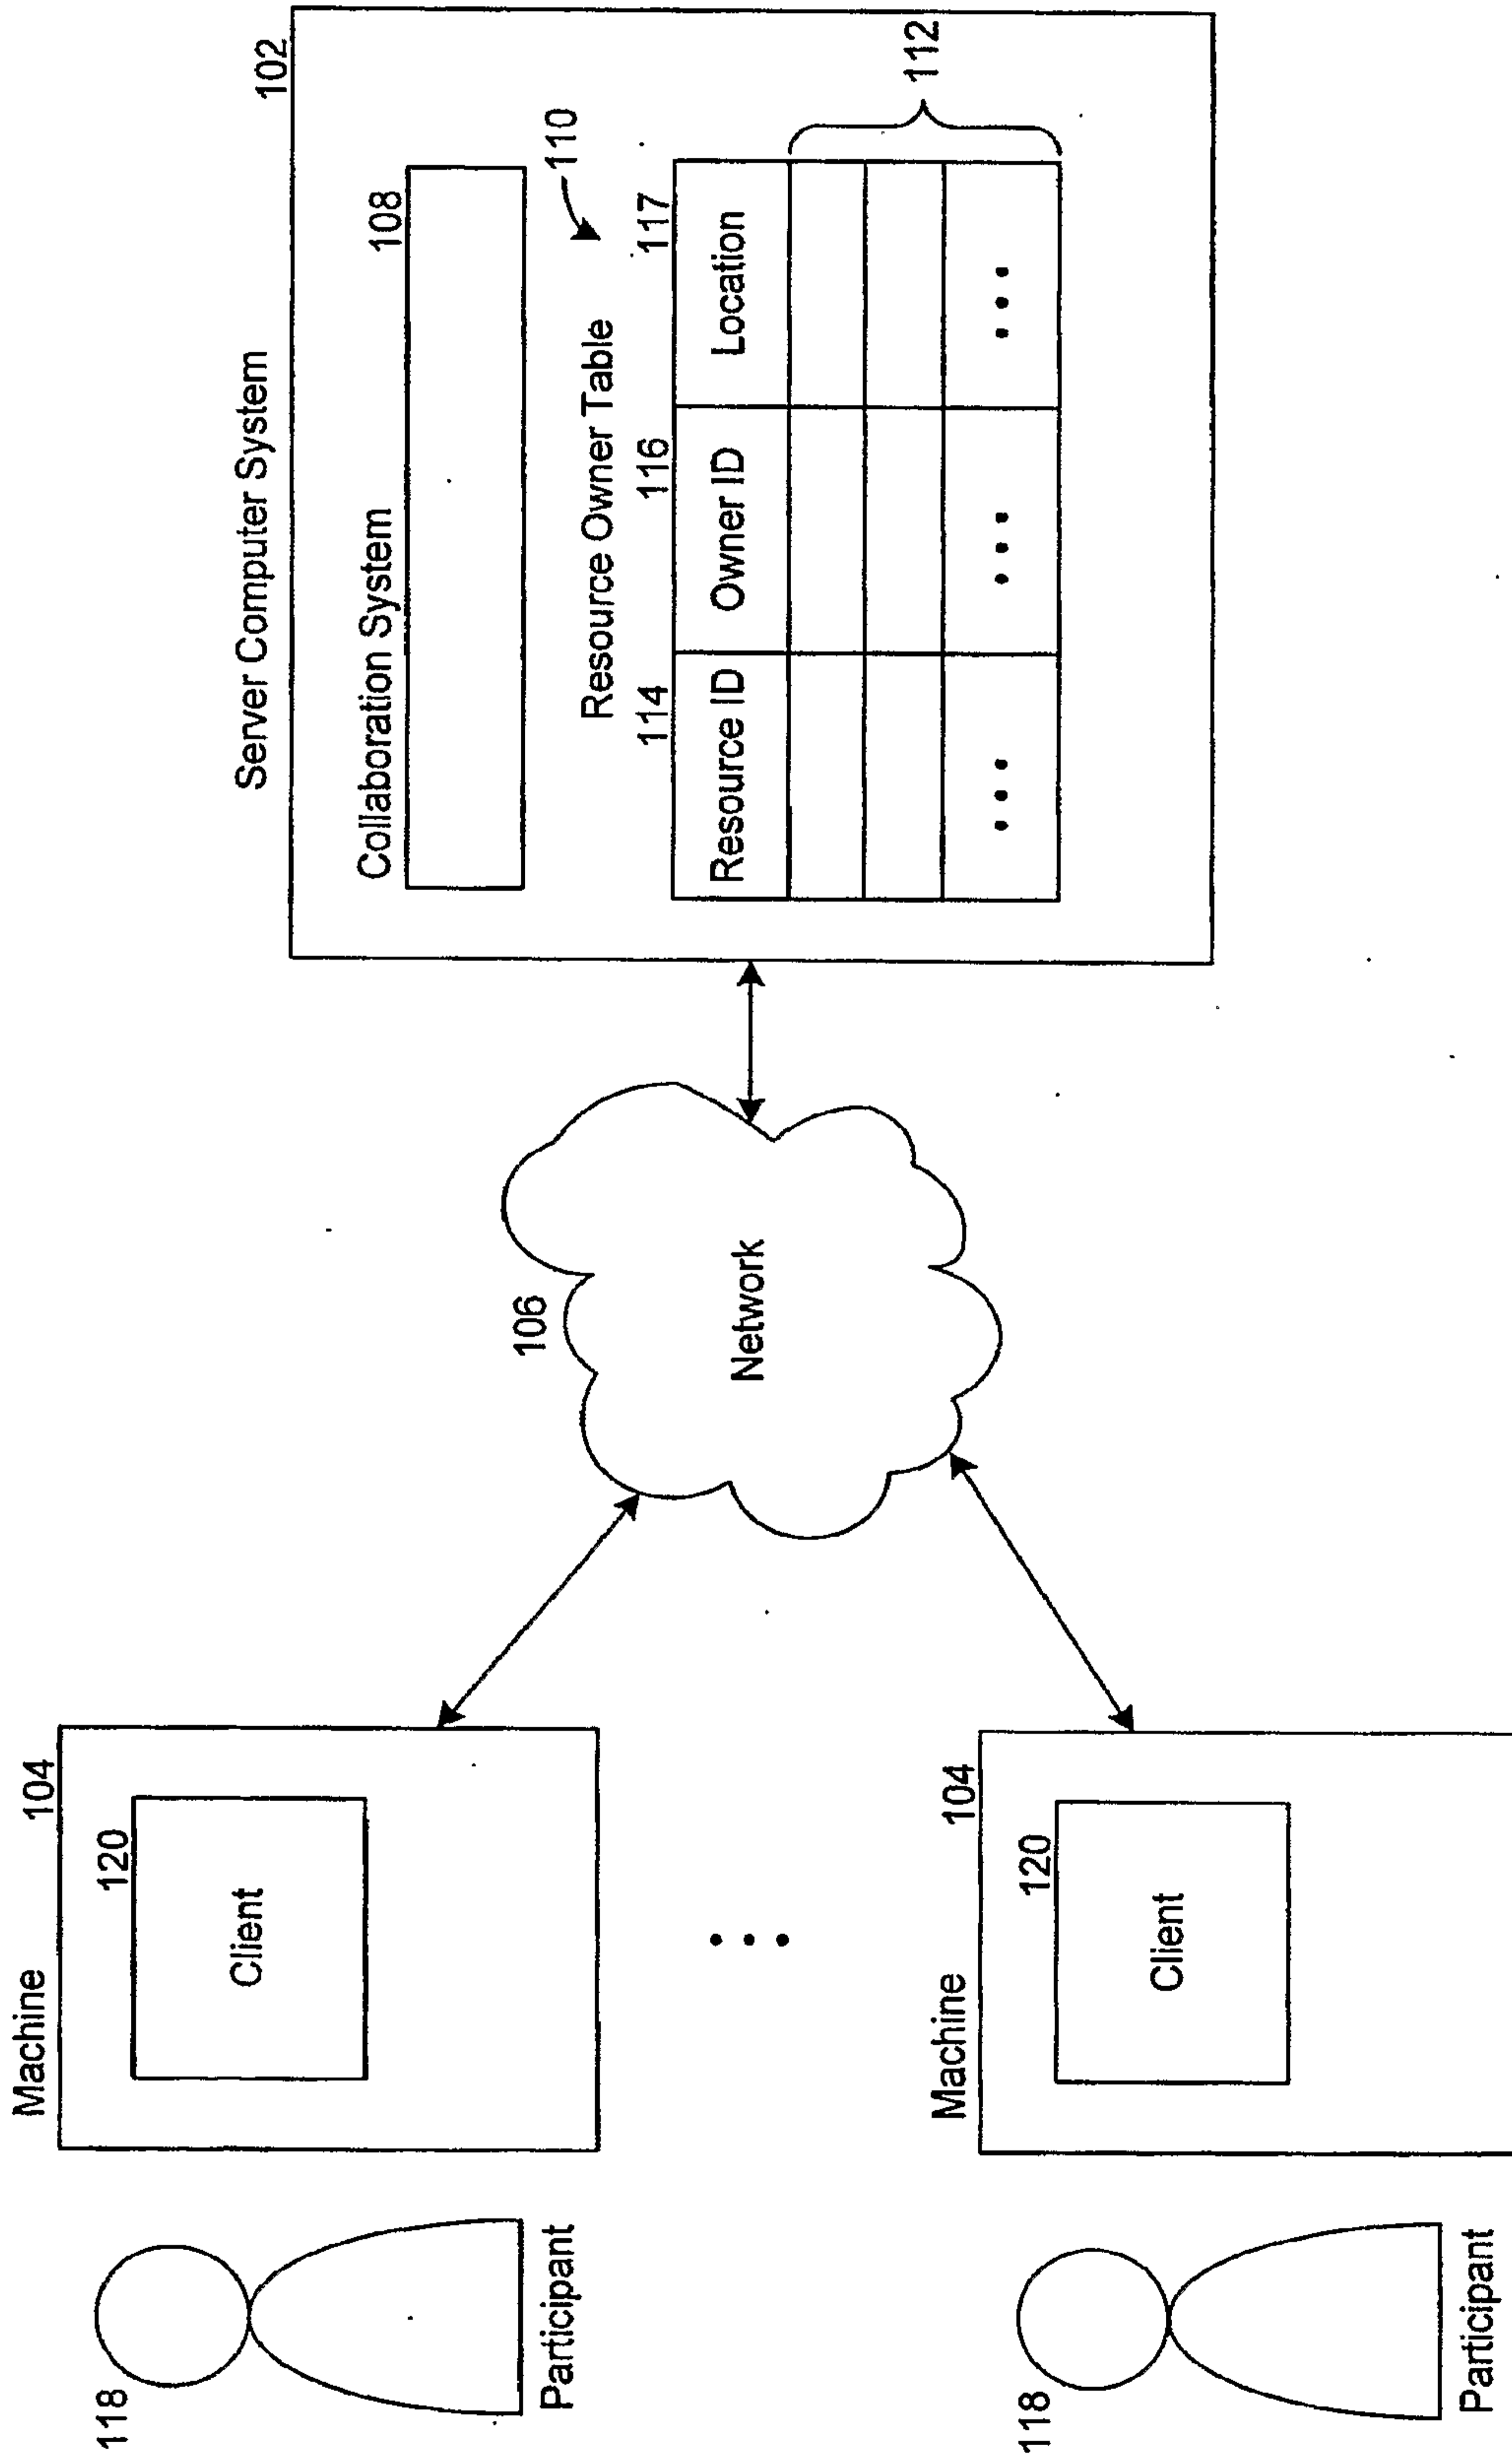 118
Participant
Machine
104
120
Client
118
Participant
Machine
104
120
Client
106
Network
Server Computer System
102
Collaboration System
108
Resource Owner Table
110
114
116
117
Resource ID
Owner ID
Location
112